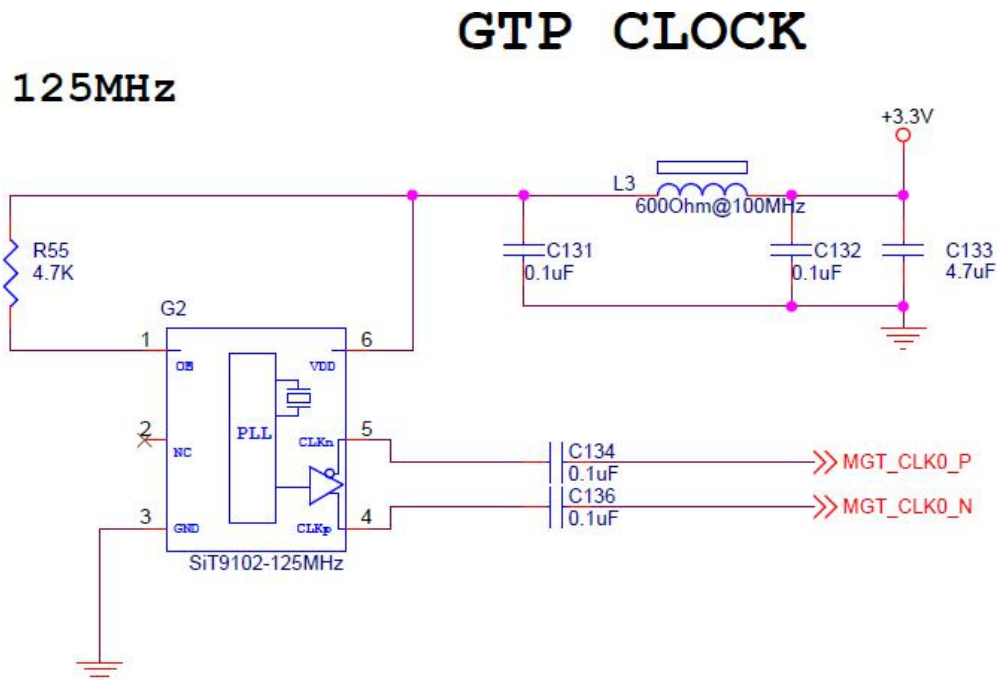 GTP CLOCK
125MHz
+3.3V
L3
600Ohm@100MHz
R55
4.7K
C131
0.1uF
C132
0.1uF
C133
4.7uF
G2
1
OE
6
VDD
2
NC
PLL
5
CLKn
3
GND
4
CLKp
SiT9102-125MHz
C134
0.1uF
MGT_CLK0_P
C136
0.1uF
MGT_CLK0_N